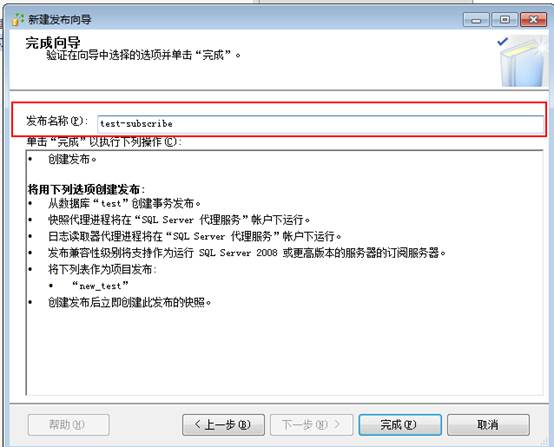 新建发布向导
完成向导
验证在向导中选择的选项并单击“完成”。
发布名称(P): test-subscribe
单击“完成”以执行下列操作(C):
• 创建发布。
将用下列选项创建发布:
• 从数据库“test”创建事务发布。
• 快照代理进程将在“SQL Server 代理服务”帐户下运行。
• 日志读取器代理进程将在“SQL Server 代理服务”帐户下运行。
• 发布兼容性级别将支持作为运行 SQL Server 2008 或更高版本的服务器的订阅服务器。
• 将下列表作为项目发布:
• “new_test”
• 创建发布后立即创建此发布的快照。
帮助(H) < 上一步(B) 下一步(N) > 完成(F) 取消